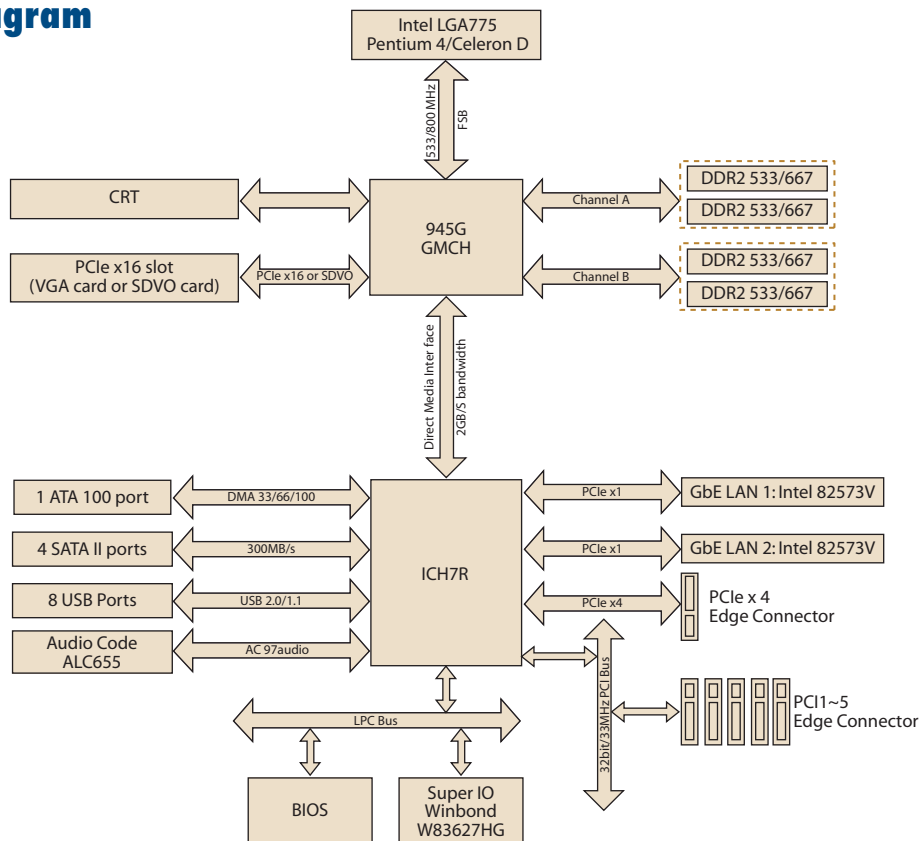 agram
Intel LGA775
Pentium 4/Celeron D
533/800 MHz
FSB
CRT
945G
GMCH
Channel A
DDR2 533/667
DDR2 533/667
PCIe x16 slot
(VGA card or SDVO card)
PCIe x16 or SDVO
Channel B
DDR2 533/667
DDR2 533/667
Direct Media Inter face
2GB/S bandwidth
1 ATA 100 port
DMA 33/66/100
4 SATA II ports
300MB/s
8 USB Ports
USB 2.0/1.1
Audio Code
ALC655
AC 97audio
ICH7R
PCIe x1
GbE LAN 1: Intel 82573V
PCIe x1
GbE LAN 2: Intel 82573V
PCIe x4
PCIe x 4
Edge Connector
32bit/33MHz PCI Bus
PCI1~5
Edge Connector
LPC Bus
BIOS
Super IO
Winbond
W83627HG